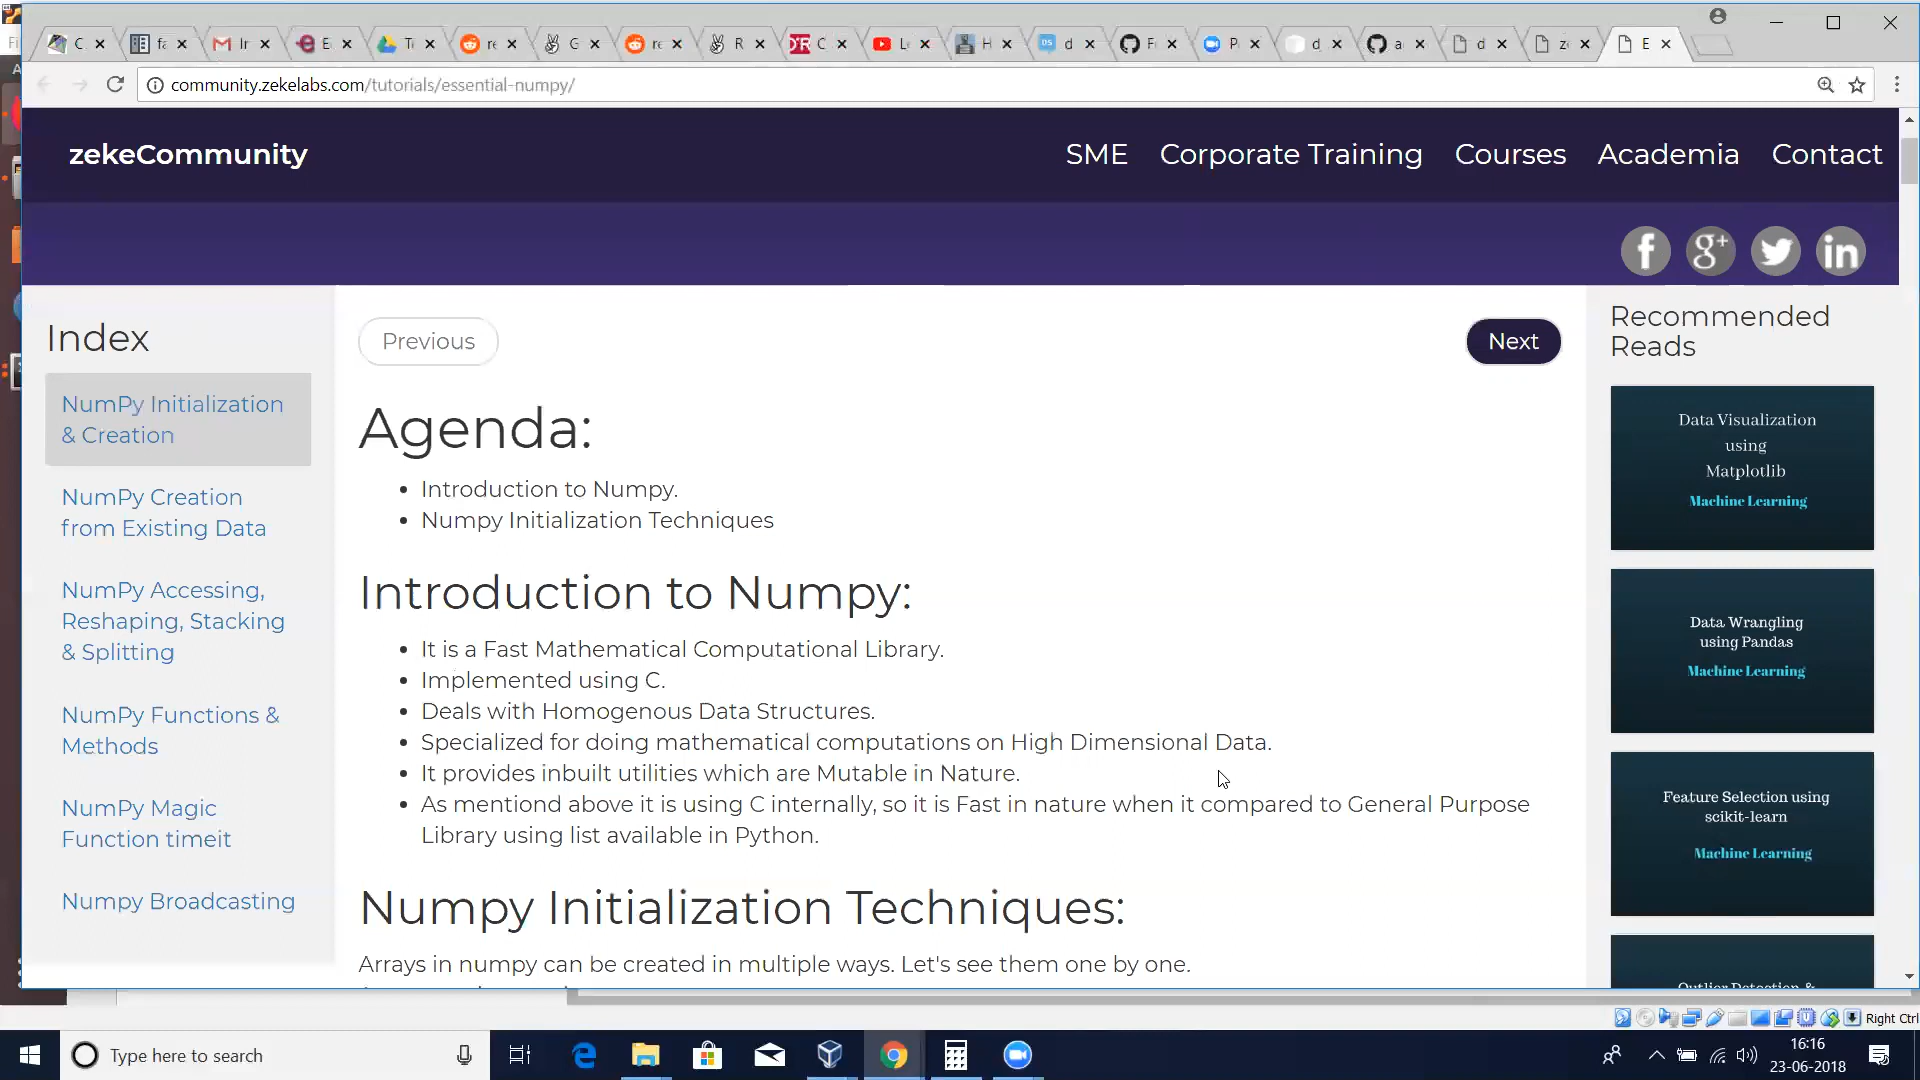 C
fa
Ir
E
Te
re
G
re
R
C
L
H
d
F
P
d
a
d
ze
E
community.zekelabs.com/tutorials/essential-numpy/
zekeCommunity
SME Corporate Training Courses Academia Contact
Index
NumPy Initialization
& Creation
NumPy Creation
from Existing Data
NumPy Accessing,
Reshaping, Stacking
& Splitting
NumPy Functions &
Methods
NumPy Magic
Function timeit
Numpy Broadcasting
Previous
Next
Agenda:
Introduction to Numpy.
Numpy Initialization Techniques
Introduction to Numpy:
It is a Fast Mathematical Computational Library.
Implemented using C.
Deals with Homogenous Data Structures.
Specialized for doing mathematical computations on High Dimensional Data.
It provides inbuilt utilities which are Mutable in Nature.
As mentiond above it is using C internally, so it is Fast in nature when it compared to General Purpose
Library using list available in Python.
Numpy Initialization Techniques:
Arrays in numpy can be created in multiple ways. Let's see them one by one.
Recommended
Reads
Data Visualization
using
Matplotlib
Machine Learning
Data Wrangling
using Pandas
Machine Learning
Feature Selection using
scikit-learn
Machine Learning
Outlier Detection &
Right Ctrl
Type here to search
16:16
23-06-2018